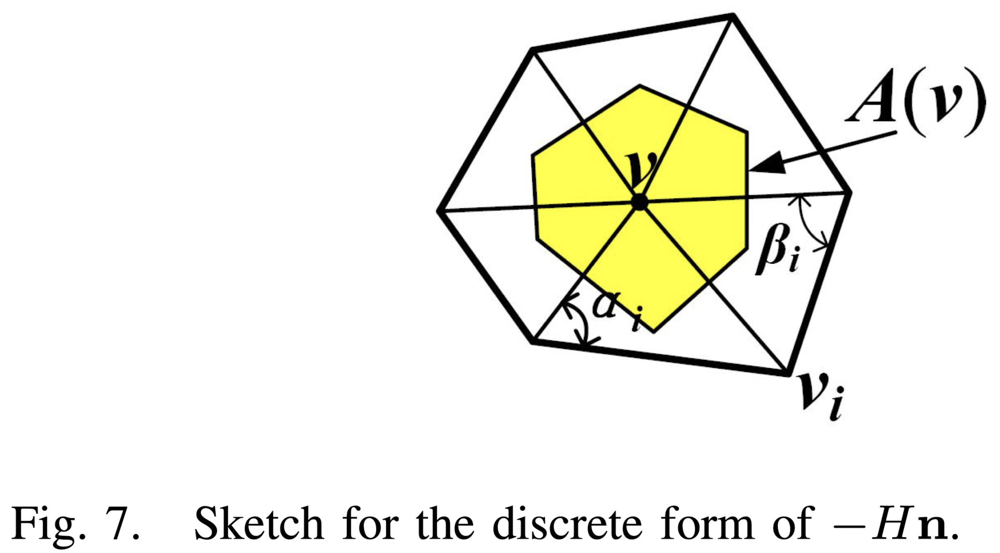 A(v)
v
β_i
α_i
v_i
Fig. 7. Sketch for the discrete form of −Hn.